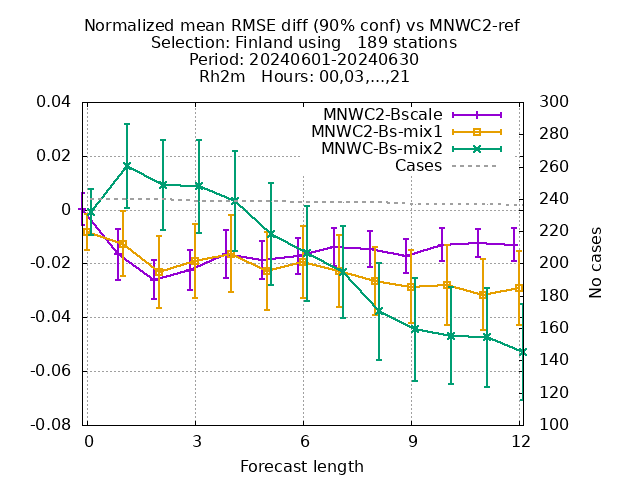 Normalized mean RMSE diff (90% conf) vs MNWC2-ref
Selection: Finland using   189 stations
Period: 20240601-20240630
Rh2m   Hours: 00,03,...,21
MNWC2-Bscale
MNWC2-Bs-mix1
MNWC-Bs-mix2
Cases
0.04
0.02
0
-0.02
-0.04
-0.06
-0.08
300
280
260
240
220
200
180
160
140
120
100
No cases
0 3 6 9 12
Forecast length